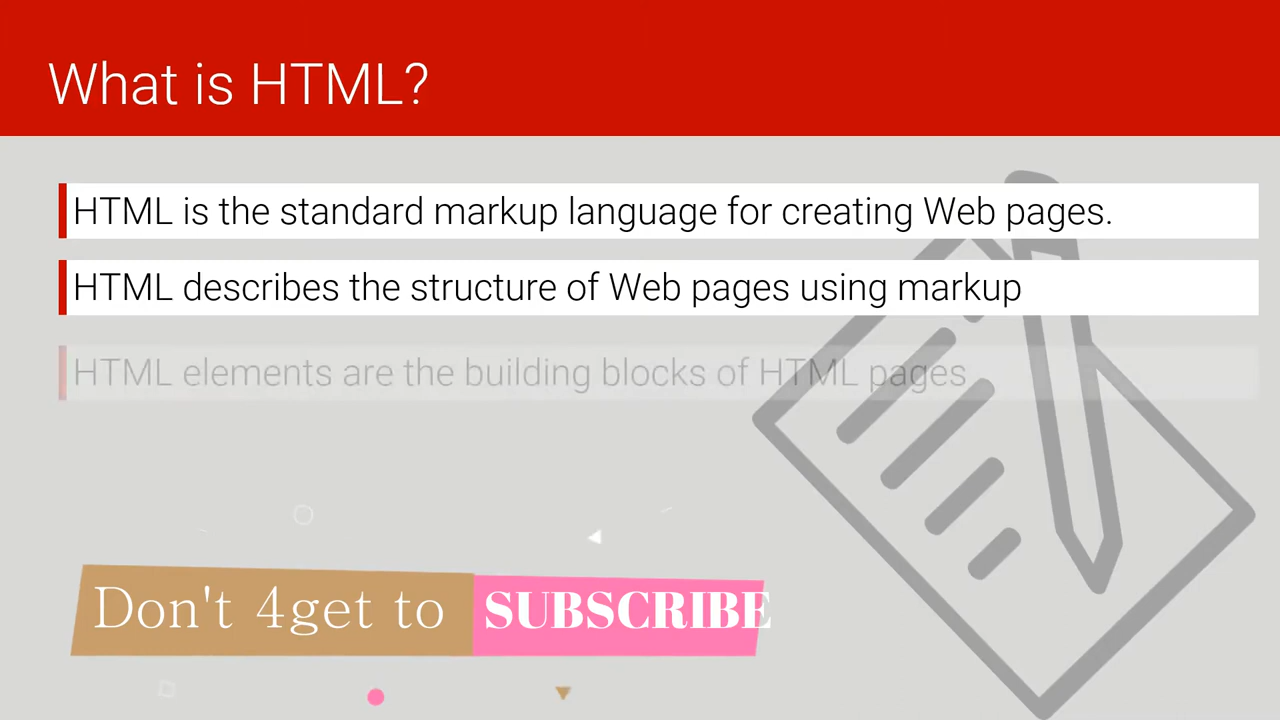 What is HTML?
HTML is the standard markup language for creating Web pages.
HTML describes the structure of Web pages using markup
HTML elements are the building blocks of HTML pages
Don't 4get to SUBSCRIBE